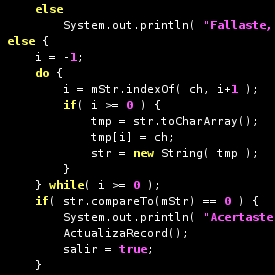 else
System.out.println( "Fallaste,
else {
i = -1;
do {
i = mStr.indexOf( ch, i+1 );
if( i >= 0 ) {
tmp = str.toCharArray();
tmp[i] = ch;
str = new String( tmp );
}
} while( i >= 0 );
if( str.compareTo(mStr) == 0 ) {
System.out.println( "Acertaste
ActualizaRecord();
salir = true;
}